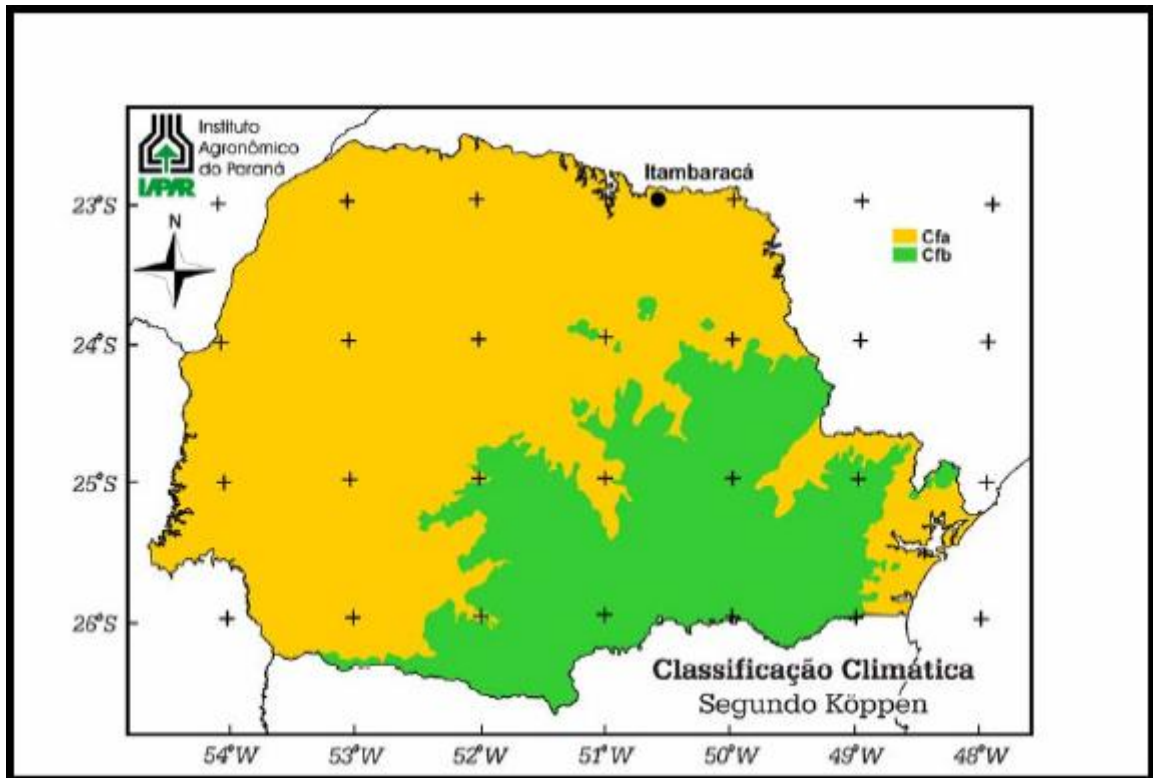 Instituto
Agronômico
do Paraná
IAPAR
N
Itambaracá
23°S
24°S
25°S
26°S
Cfa
Cfb
Classificação Climática
Segundo Köppen
54°W 53°W 52°W 51°W 50°W 49°W 48°W